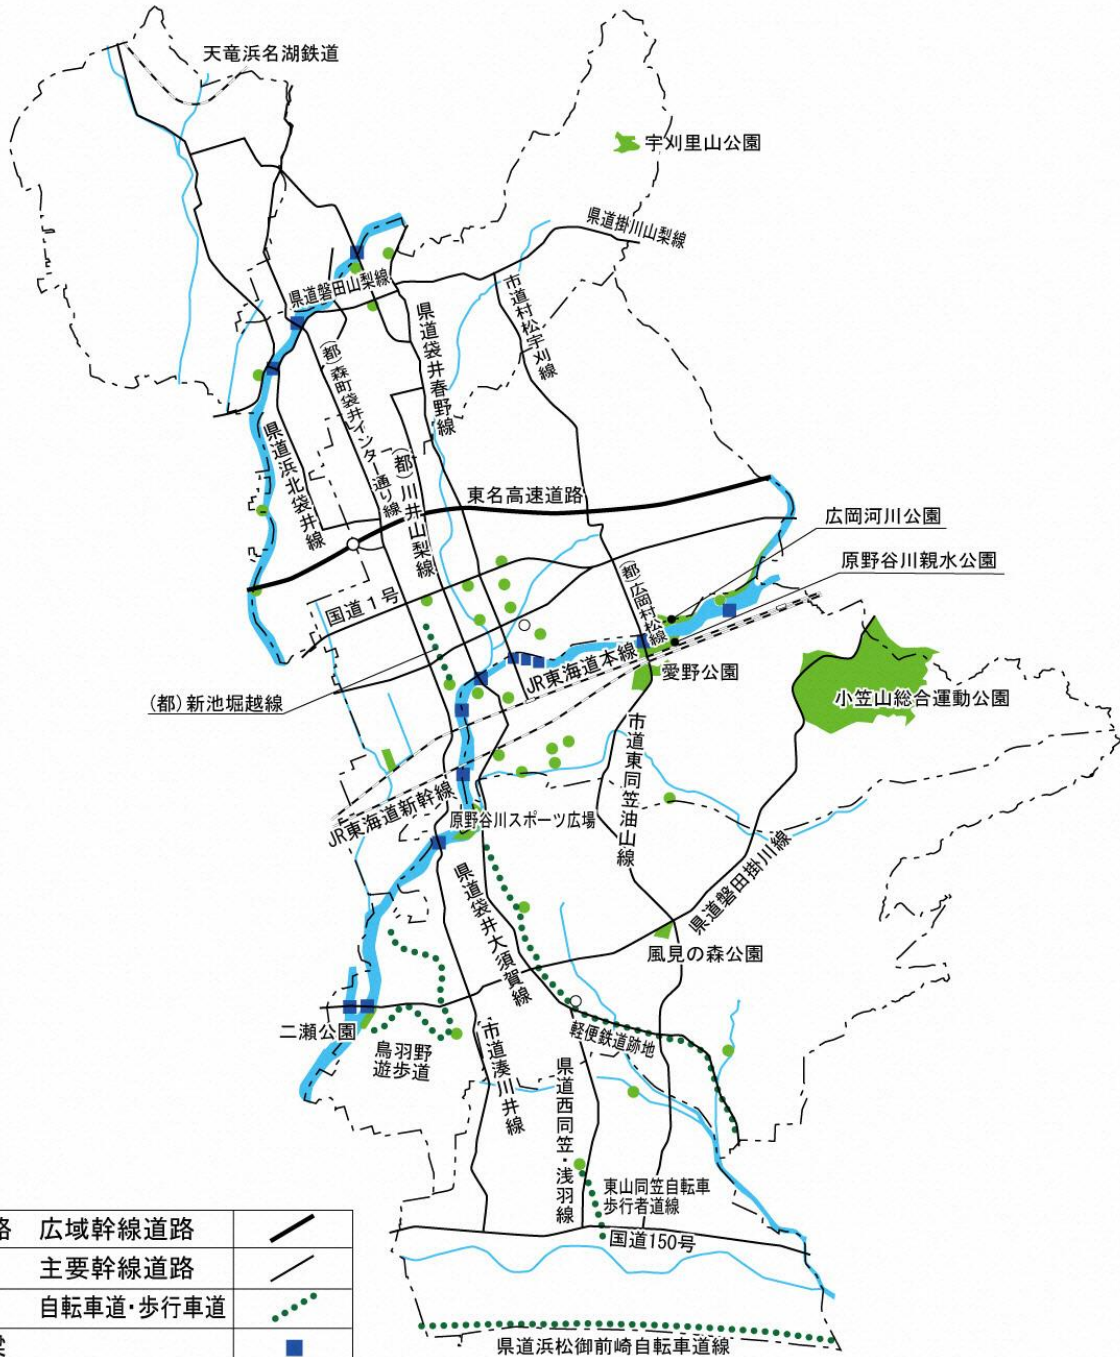 天竜浜名湖鉄道
宇刈里山公園
県道掛川山梨線
県道磐田山梨線
市道村松宇刈線
県道袋井春野線
(都)森町袋井インター通り線
県道浜北袋井線
(都)川井山梨線
東名高速道路
広岡河川公園
原野谷川親水公園
国道1号
(都)広岡村松線
JR東海道本線
愛野公園
(都)新池堀越線
小笠山総合運動公園
市道東同笠油山線
JR東海道新幹線
原野谷川スポーツ広場
県道磐田掛川線
県道袋井大須賀線
風見の森公園
二瀬公園
鳥羽野
遊歩道
市道湊川井線
軽便鉄道跡地
県道西同笠・浅羽線
東山同笠自転車
歩行者道線
国道150号
県道浜松御前崎自転車道線
路 広域幹線道路
主要幹線道路
自転車道・歩行車道